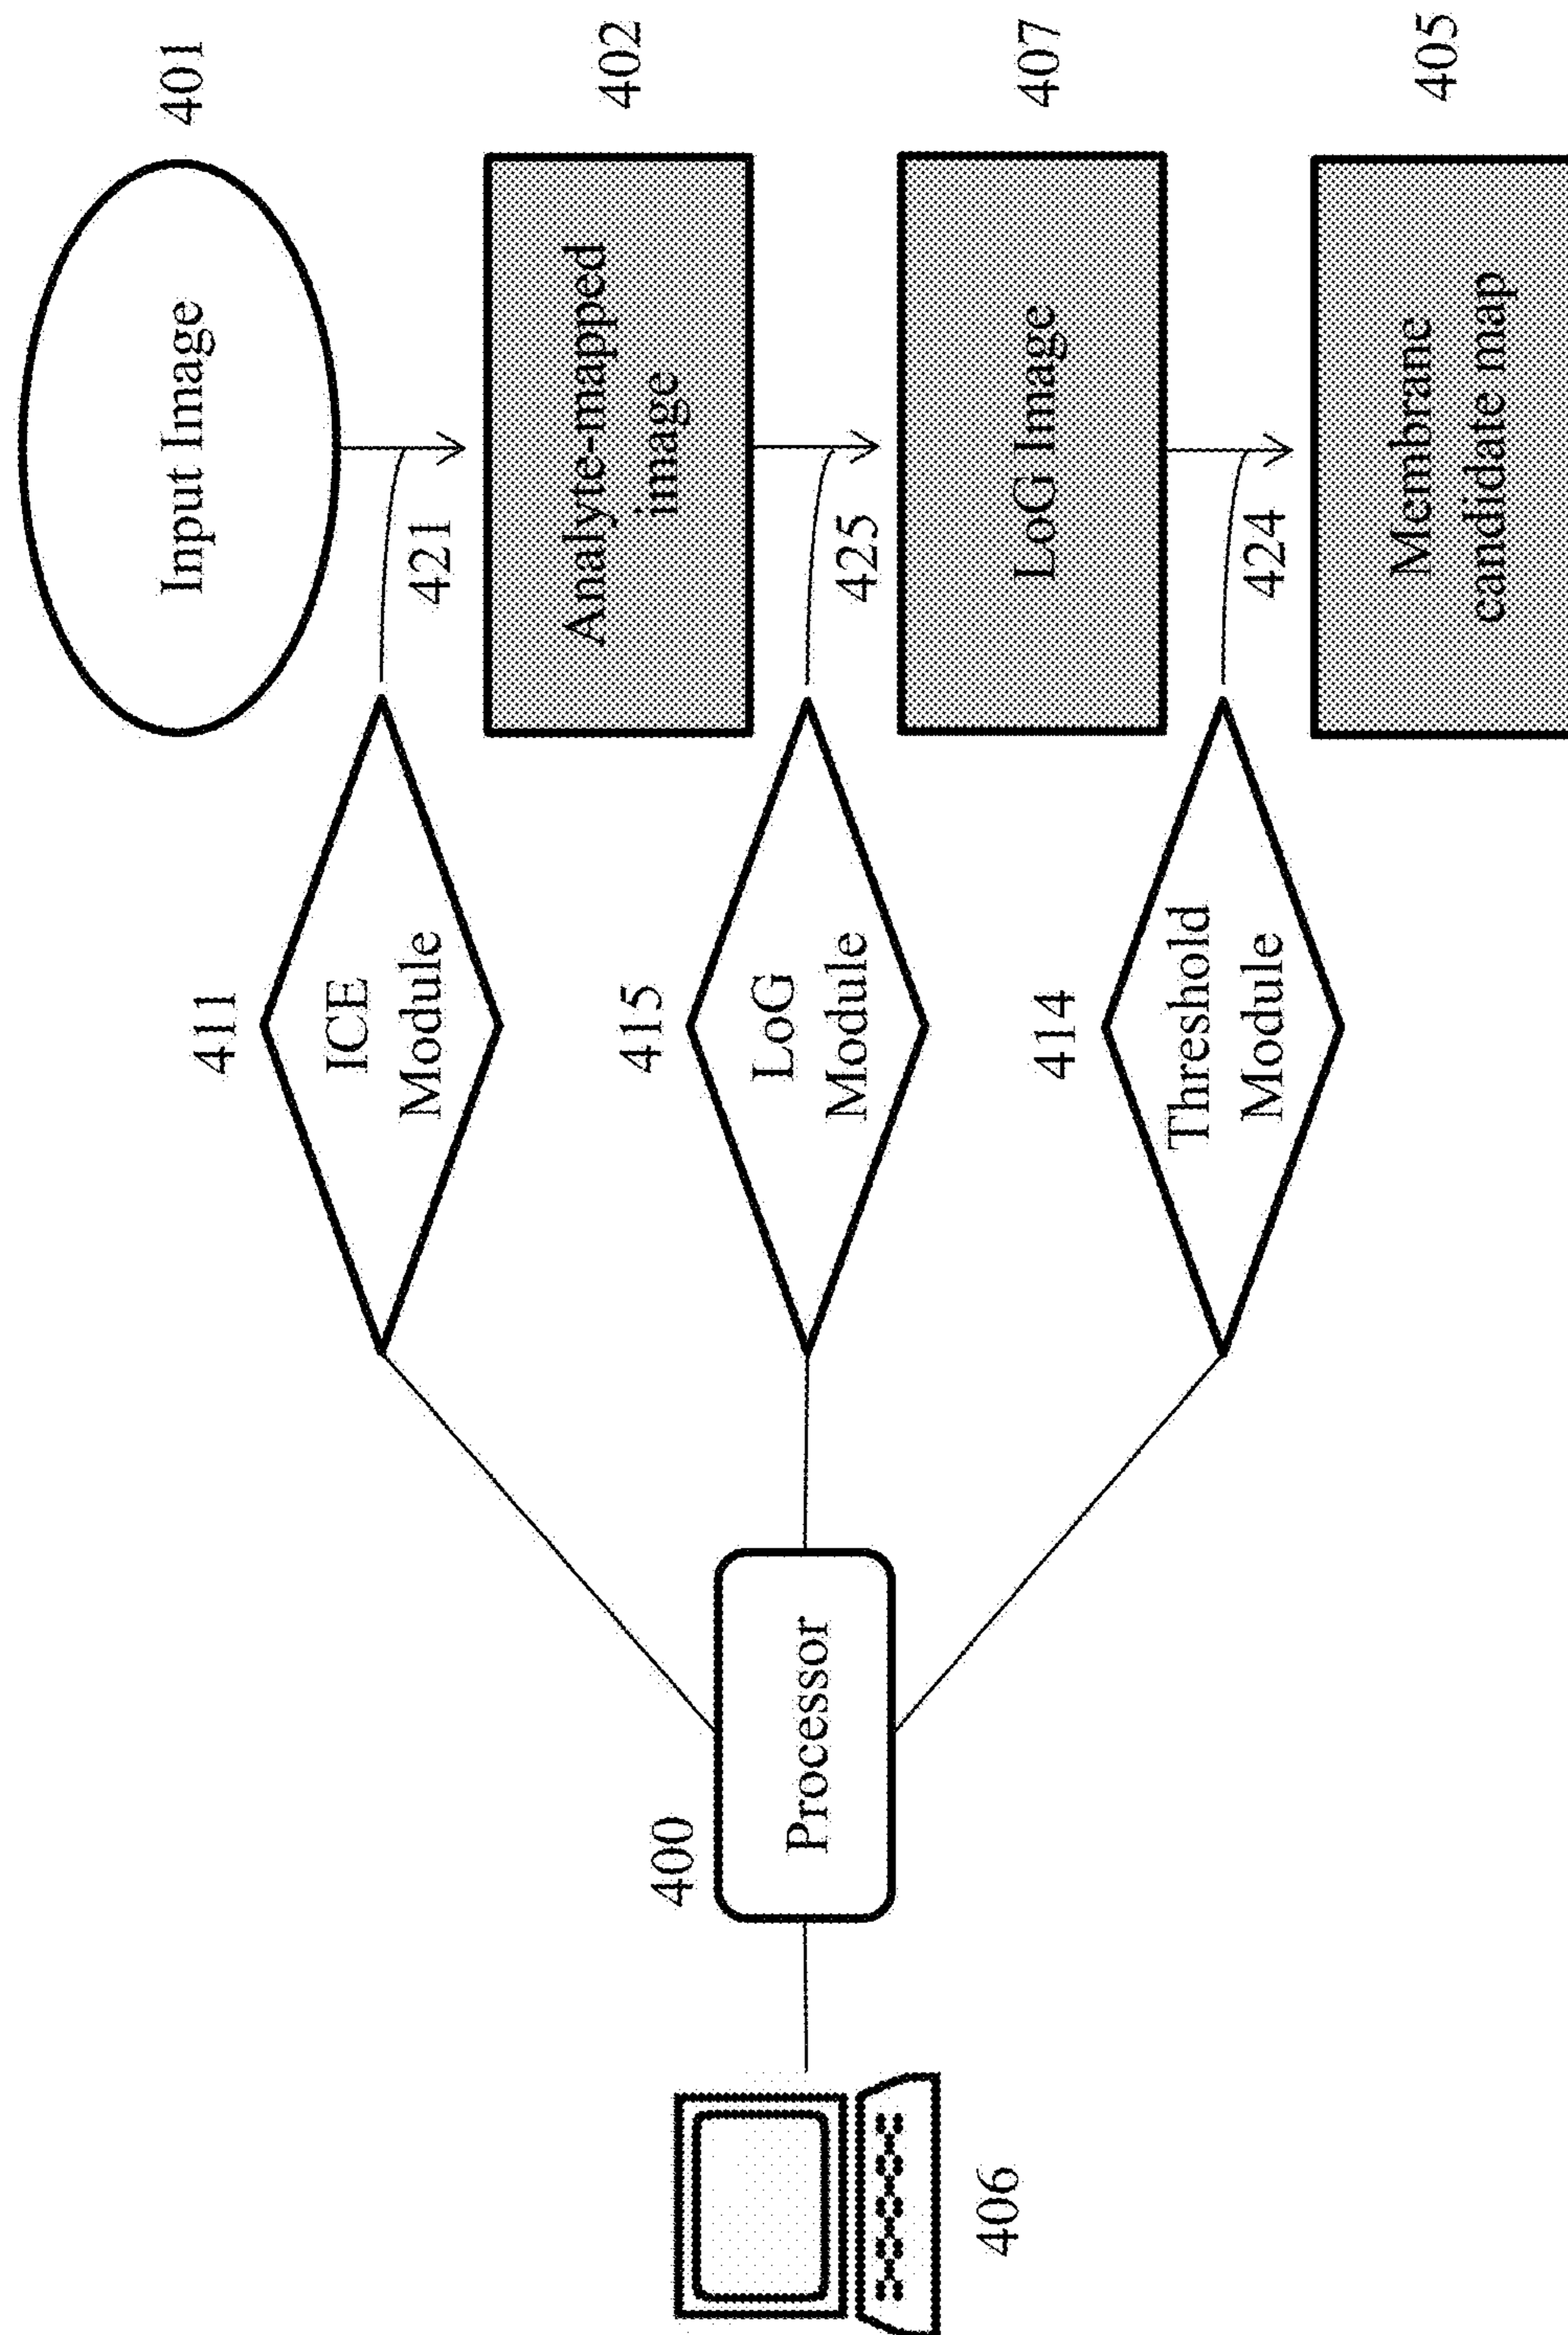 401
Input Image
421
402
Analyte-mapped
image
425
407
LoG Image
424
405
Membrane
candidate map
411
ICE
Module
415
LoG
Module
414
Threshold
Module
400
Processor
406